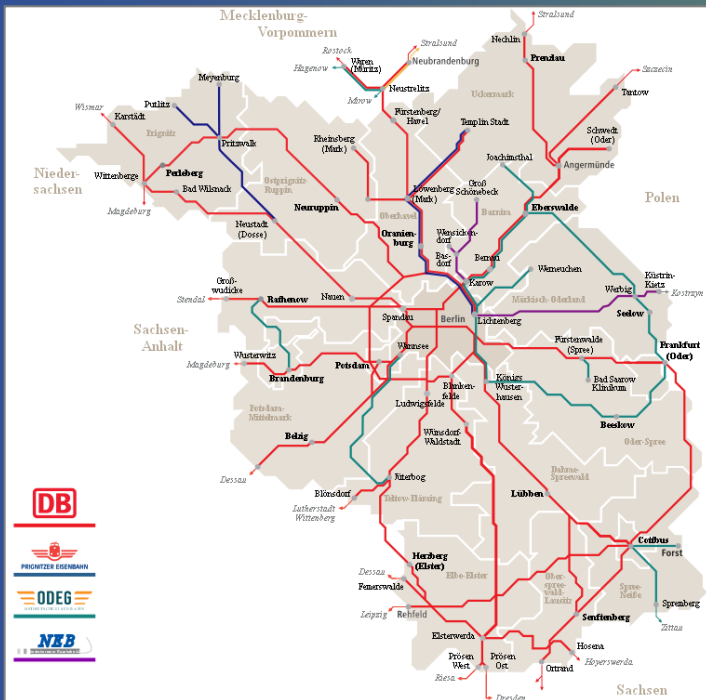 Mecklenburg-
Vorpommern
Stralsund
Nechlin
Rostock
Stralsund
Prenzlau
Hagenow
Waren
(Müritz)
Neubrandenburg
Szczecin
Meyenburg
Mirow
Neustrelitz
Uckermark
Tantow
Wismar
Putlitz
Karstädt
Fürstenberg/
Havel
Templin Stadt
Schwedt
(Oder)
Prignitz
Pritzwalk
Rheinsberg
(Mark)
Joachimsthal
Angermünde
Nieder-
sachsen
Perleberg
Wittenberge
Bad Wilsnack
Ostprignitz-
Ruppin
Löwenberg
(Mark)
Groß
Schönebeck
Polen
Magdeburg
Neuruppin
Oberhavel
Barnim
Eberswalde
Neustadt
(Dosse)
Oranien-
burg
Wensicken-
dorf
Bas-
dorf
Bernau
Werneuchen
Groß-
wudicke
Karow
Küstrin-
Kietz
Stendal
Rathenow
Nauen
Märkisch-Oderland
Werbig
Kostrzyn
Spandau
Berlin
Lichtenberg
Seelow
Sachsen-
Anhalt
Wannsee
Fürstenwalde
(Spree)
Frankfurt
(Oder)
Magdeburg
Wusterwitz
Potsdam
Brandenburg
Blanken-
felde
Königs
Wuster-
hausen
Bad Saarow
Klinikum
Ludwigsfelde
Potsdam-
Mittelmark
Beeskow
Wünsdorf-
Waldstadt
Belzig
Oder-Spree
Dessau
Jüterbog
Dahme-
Spreewald
Blönsdorf
Teltow-Fläming
Lübben
Lutherstadt
Wittenberg
DB
Cottbus
Forst
PRIGNITZER EISENBAHN
Herzberg
(Elster)
Dessau
Elbe-Elster
Ober-
spree-
wald-
Lausitz
Spree-
Neiße
ODEG
Leipzig
Rehfeld
Senftenberg
Spremberg
Zittau
NEB
Elsterwerda
Hosena
Prösen
West
Prösen
Ost
Ortrand
Hoyerswerda
Riesa
Dresden
Sachsen